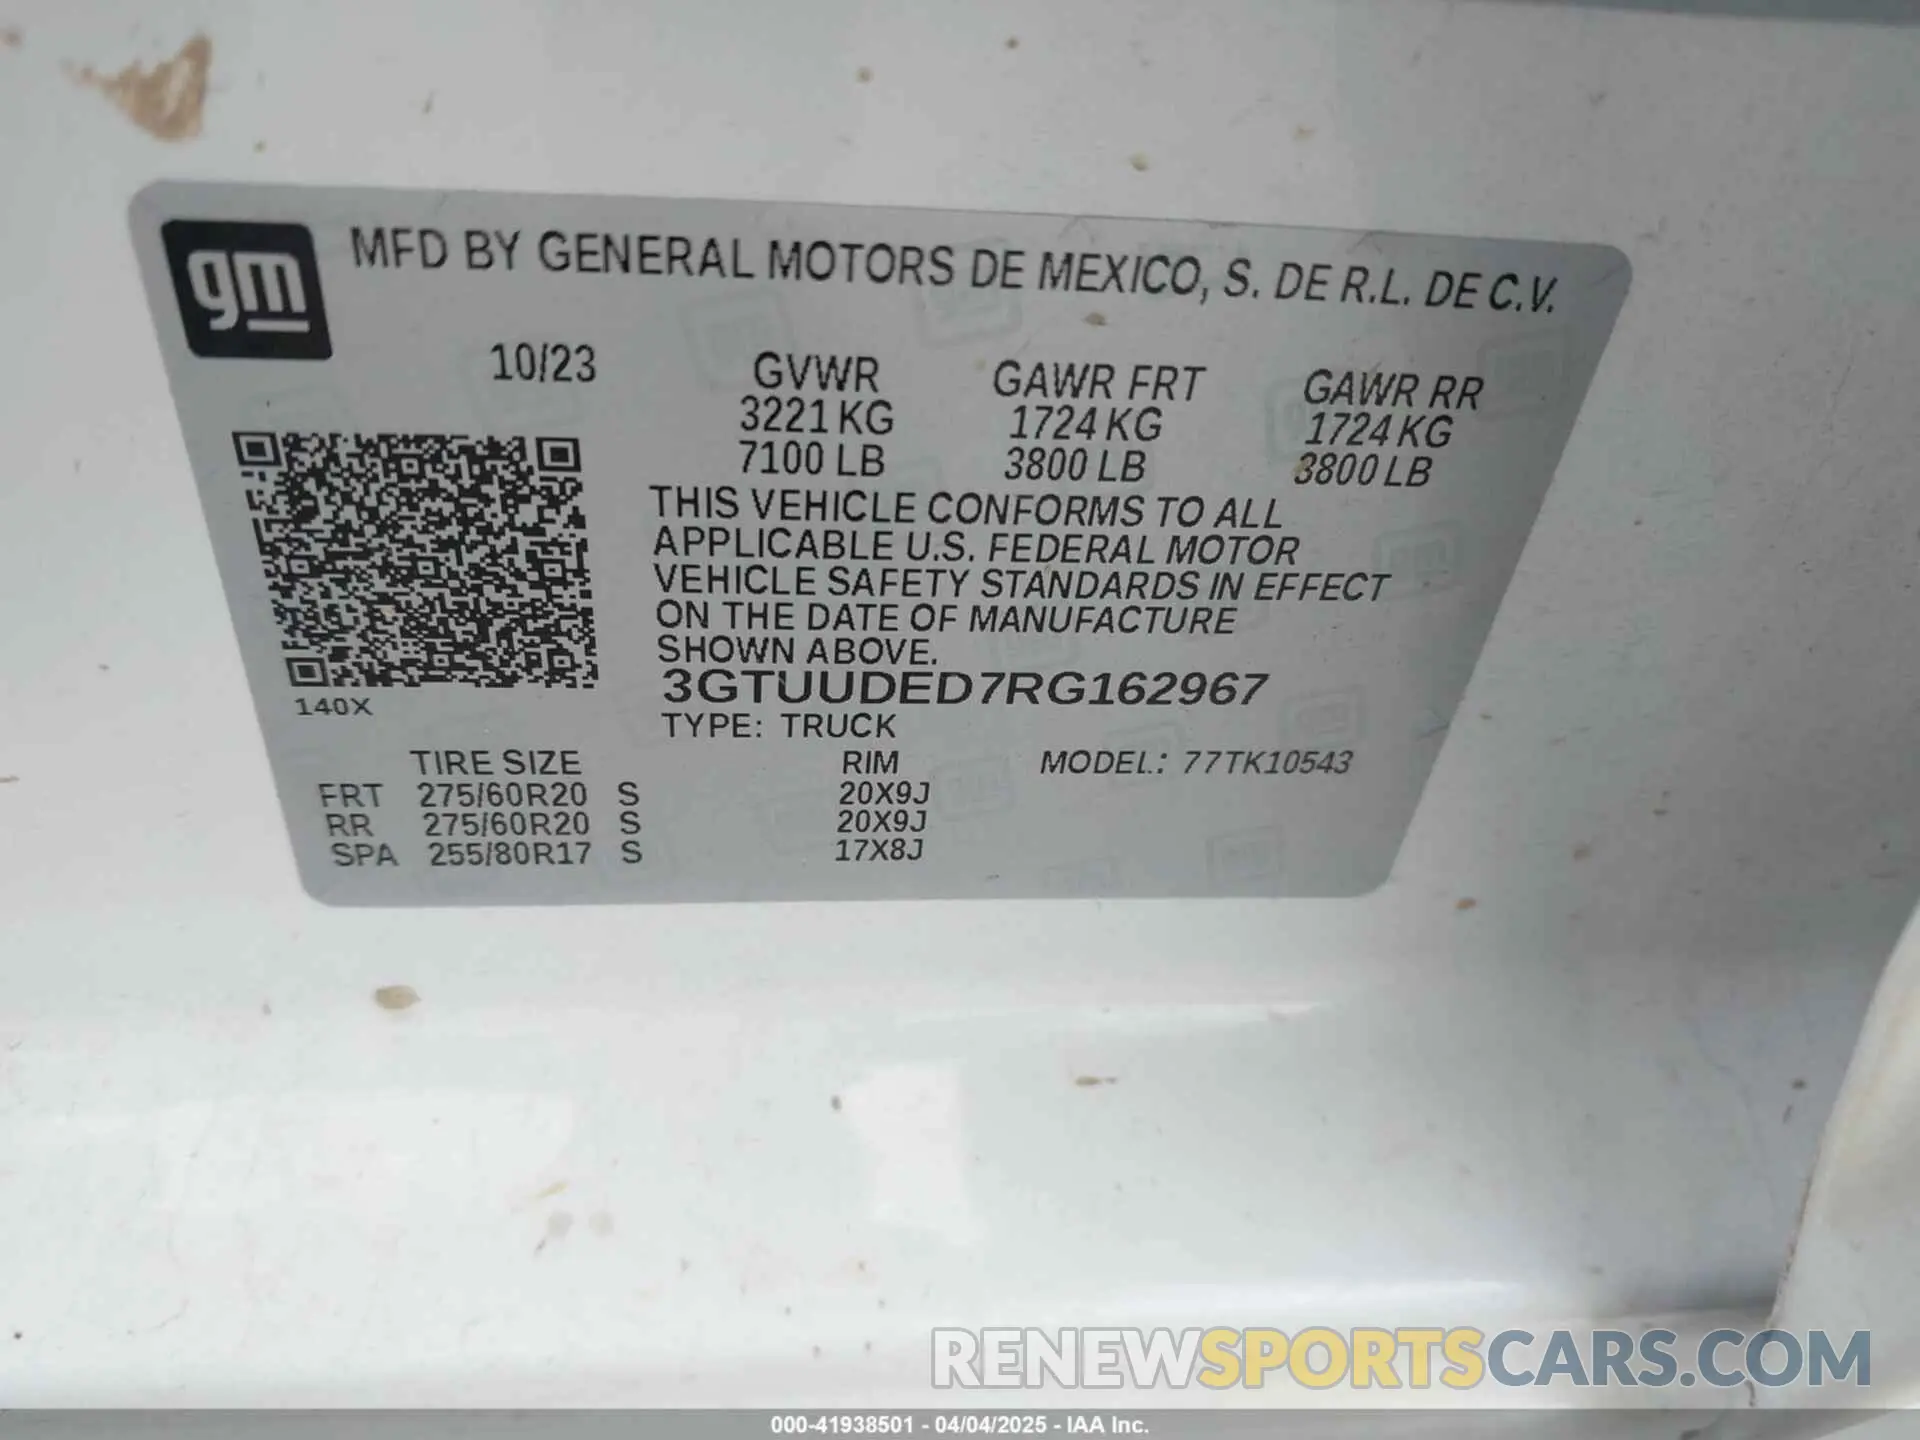 gm
MFD BY GENERAL MOTORS DE MEXICO, S. DE R.L. DE C.V.
10/23
GVWR GAWR FRT GAWR RR
3221 KG 1724 KG 1724 KG
7100 LB 3800 LB 3800 LB
THIS VEHICLE CONFORMS TO ALL
APPLICABLE U.S. FEDERAL MOTOR
VEHICLE SAFETY STANDARDS IN EFFECT
ON THE DATE OF MANUFACTURE
SHOWN ABOVE.
3GTUUDED7RG162967
140X
TYPE: TRUCK
TIRE SIZE RIM MODEL: 77TK10543
FRT 275/60R20 S 20X9J
RR 275/60R20 S 20X9J
SPA 255/80R17 S 17X8J
RENEWSPORTSCARS.COM
000-41938501 - 04/04/2025 - IAA Inc.